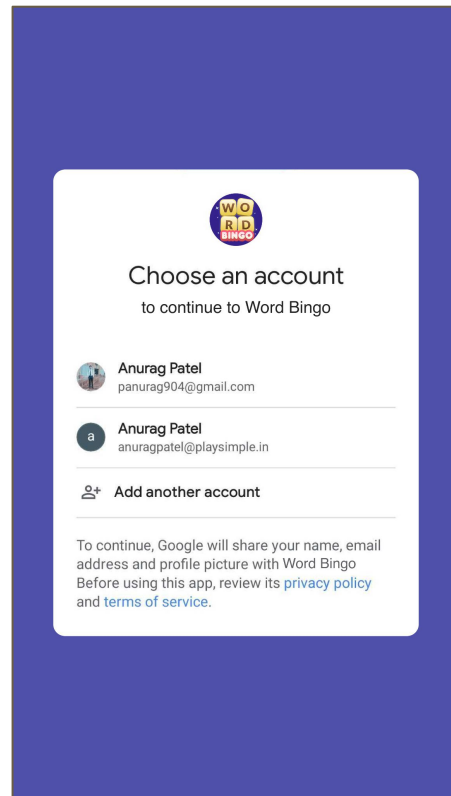 W O
R D
BINGO
Choose an account
to continue to Word Bingo
Anurag Patel
panurag904@gmail.com
a
Anurag Patel
anuragpatel@playsimple.in
Add another account
To continue, Google will share your name, email
address and profile picture with Word Bingo
Before using this app, review its privacy policy
and terms of service.